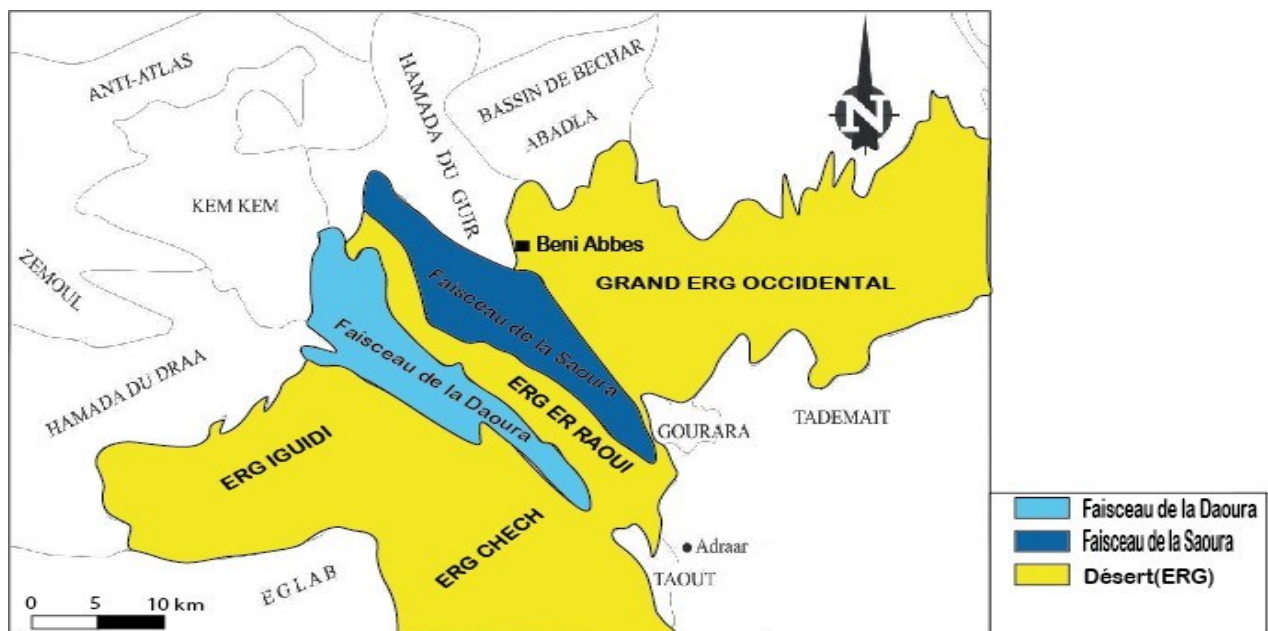 ANTI-ATLAS
HAMADA DU GUIR
BASSIN DE BECHAR
ABADLA
N
KEM KEM
Beni Abbes
ZEMOUL
GRAND ERG OCCIDENTAL
Faisceau de la Saoura
Faisceau de la Daoura
HAMADA DU DRAA
ERG ER RAOUI
GOURARA
TADEMAIT
ERG IGUIDI
ERG CHECH
Adraar
TAOUT
EGLAB
0 5 10 km
Faisceau de la Daoura
Faisceau de la Saoura
Désert(ERG)